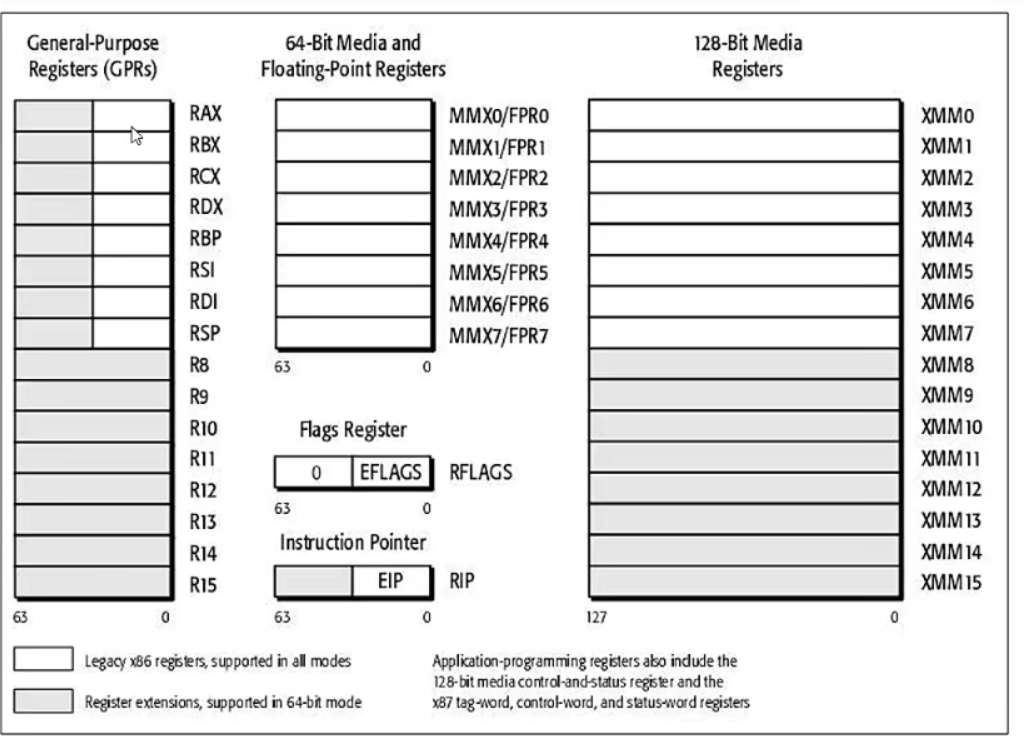 General-Purpose
Registers (GPRs)
RAX
RBX
RCX
RDX
RBP
RSI
RDI
RSP
R8
R9
R10
R11
R12
R13
R14
R15
63 0
64-Bit Media and
Floating-Point Registers
MMX0/FPR0
MMX1/FPR1
MMX2/FPR2
MMX3/FPR3
MMX4/FPR4
MMX5/FPR5
MMX6/FPR6
MMX7/FPR7
63 0
Flags Register
0 EFLAGS RFLAGS
63 0
Instruction Pointer
EIP RIP
63 0
128-Bit Media
Registers
XMM0
XMM1
XMM2
XMM3
XMM4
XMM5
XMM6
XMM7
XMM8
XMM9
XMM10
XMM11
XMM12
XMM13
XMM14
XMM15
127 0
Legacy x86 registers, supported in all modes
Register extensions, supported in 64-bit mode
Application-programming registers also include the
128-bit media control-and-status register and the
x87 tag-word, control-word, and status-word registers